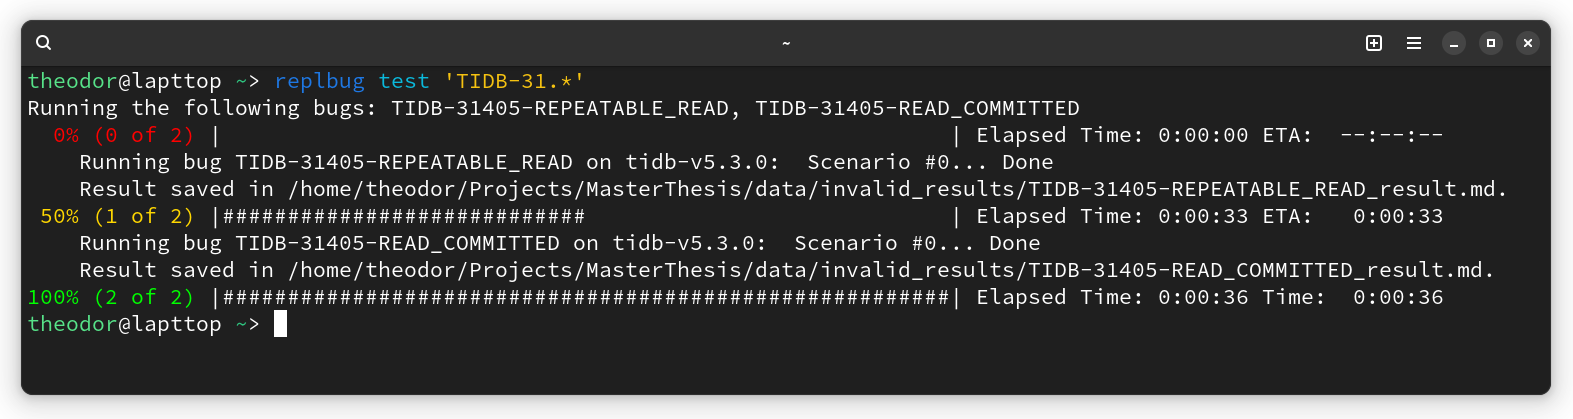 ~
theodor@lapttop ~> replbug test 'TIDB-31.*'
Running the following bugs: TIDB-31405-REPEATABLE_READ, TIDB-31405-READ_COMMITTED
  0% (0 of 2) |                                                        | Elapsed Time: 0:00:00 ETA:  --:--:--
    Running bug TIDB-31405-REPEATABLE_READ on tidb-v5.3.0:  Scenario #0... Done
    Result saved in /home/theodor/Projects/MasterThesis/data/invalid_results/TIDB-31405-REPEATABLE_READ_result.md.
 50% (1 of 2) |############################                            | Elapsed Time: 0:00:33 ETA:   0:00:33
    Running bug TIDB-31405-READ_COMMITTED on tidb-v5.3.0:  Scenario #0... Done
    Result saved in /home/theodor/Projects/MasterThesis/data/invalid_results/TIDB-31405-READ_COMMITTED_result.md.
100% (2 of 2) |########################################################| Elapsed Time: 0:00:36 Time:  0:00:36
theodor@lapttop ~>